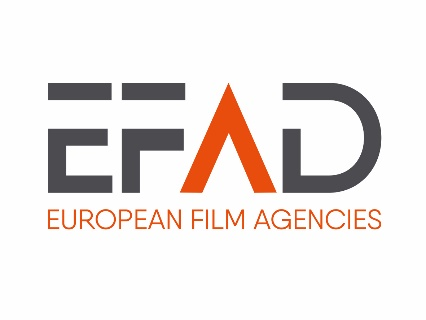 EFAD
EUROPEAN FILM AGENCIES